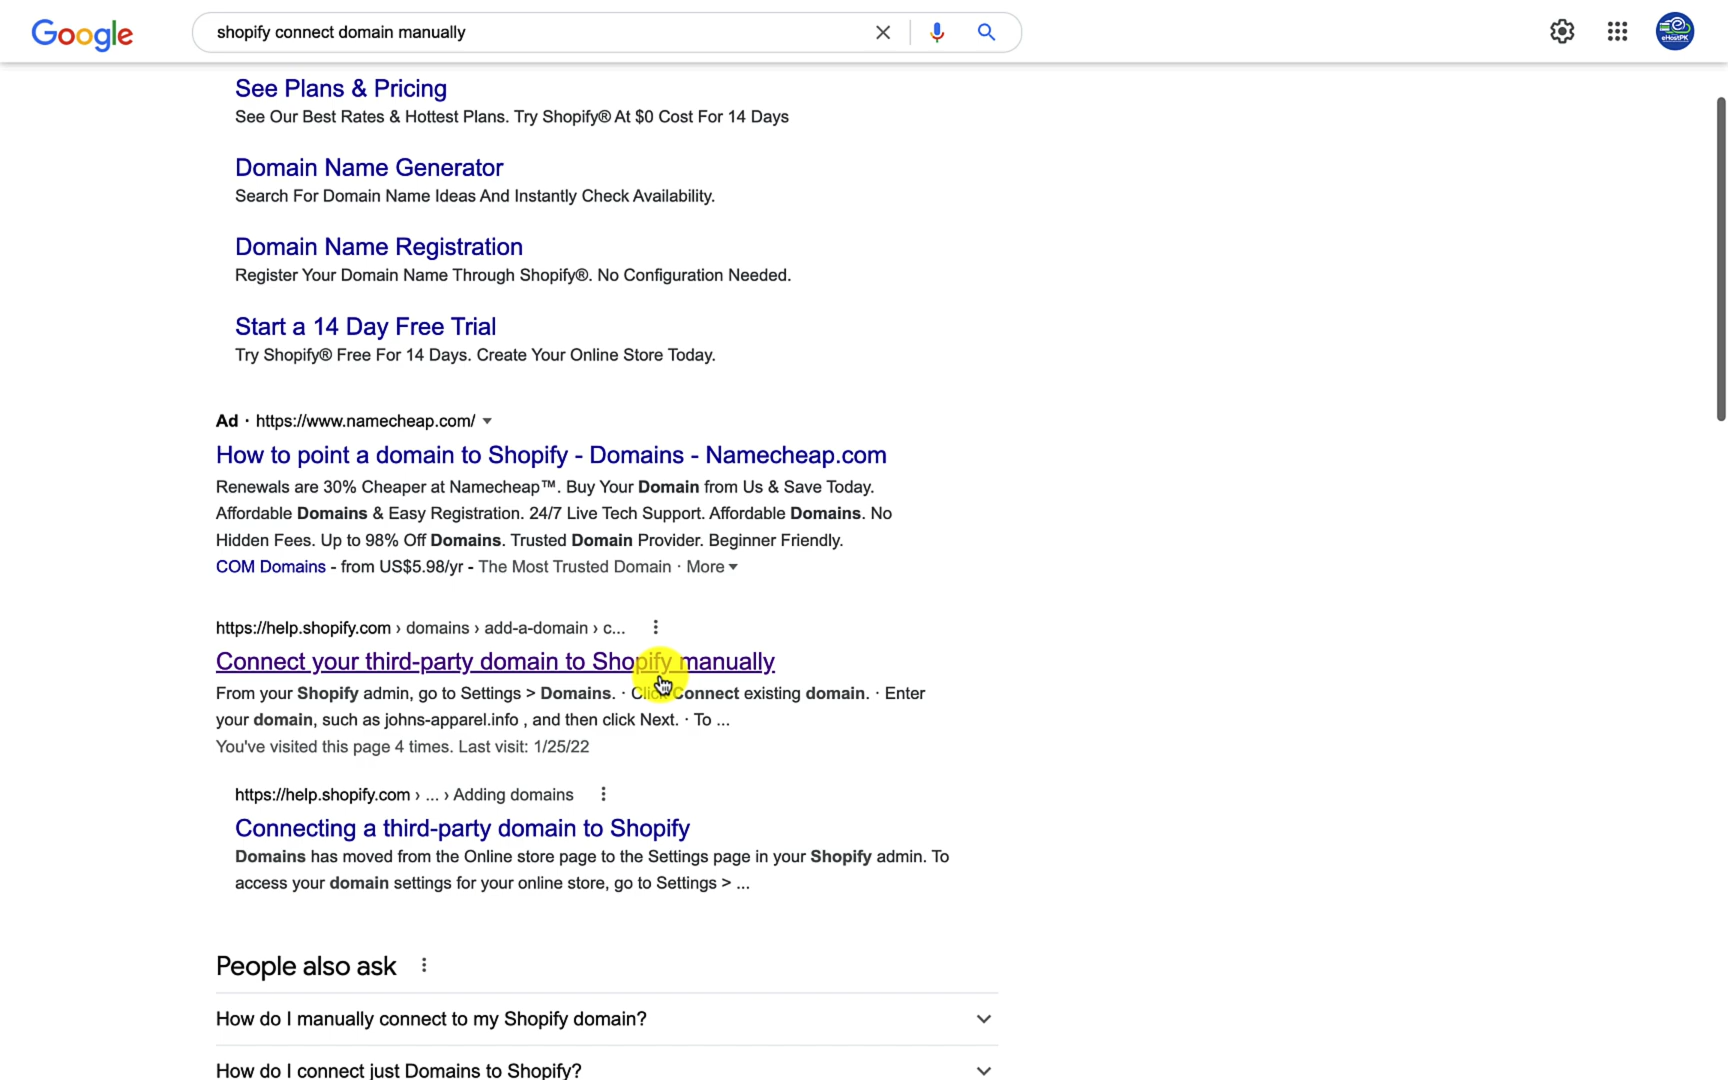 Google
shopify connect domain manually
eHostPK
See Plans & Pricing
See Our Best Rates & Hottest Plans. Try Shopify® At $0 Cost For 14 Days
Domain Name Generator
Search For Domain Name Ideas And Instantly Check Availability.
Domain Name Registration
Register Your Domain Name Through Shopify®. No Configuration Needed.
Start a 14 Day Free Trial
Try Shopify® Free For 14 Days. Create Your Online Store Today.
Ad · https://www.namecheap.com/
How to point a domain to Shopify - Domains - Namecheap.com
Renewals are 30% Cheaper at Namecheap™. Buy Your Domain from Us & Save Today.
Affordable Domains & Easy Registration. 24/7 Live Tech Support. Affordable Domains. No
Hidden Fees. Up to 98% Off Domains. Trusted Domain Provider. Beginner Friendly.
COM Domains - from US$5.98/yr - The Most Trusted Domain · More
https://help.shopify.com › domains › add-a-domain › c...
Connect your third-party domain to Shopify manually
From your Shopify admin, go to Settings > Domains. · Click Connect existing domain. · Enter
your domain, such as johns-apparel.info , and then click Next. · To ...
You've visited this page 4 times. Last visit: 1/25/22
https://help.shopify.com › ... › Adding domains
Connecting a third-party domain to Shopify
Domains has moved from the Online store page to the Settings page in your Shopify admin. To
access your domain settings for your online store, go to Settings > ...
People also ask
How do I manually connect to my Shopify domain?
How do I connect just Domains to Shopify?